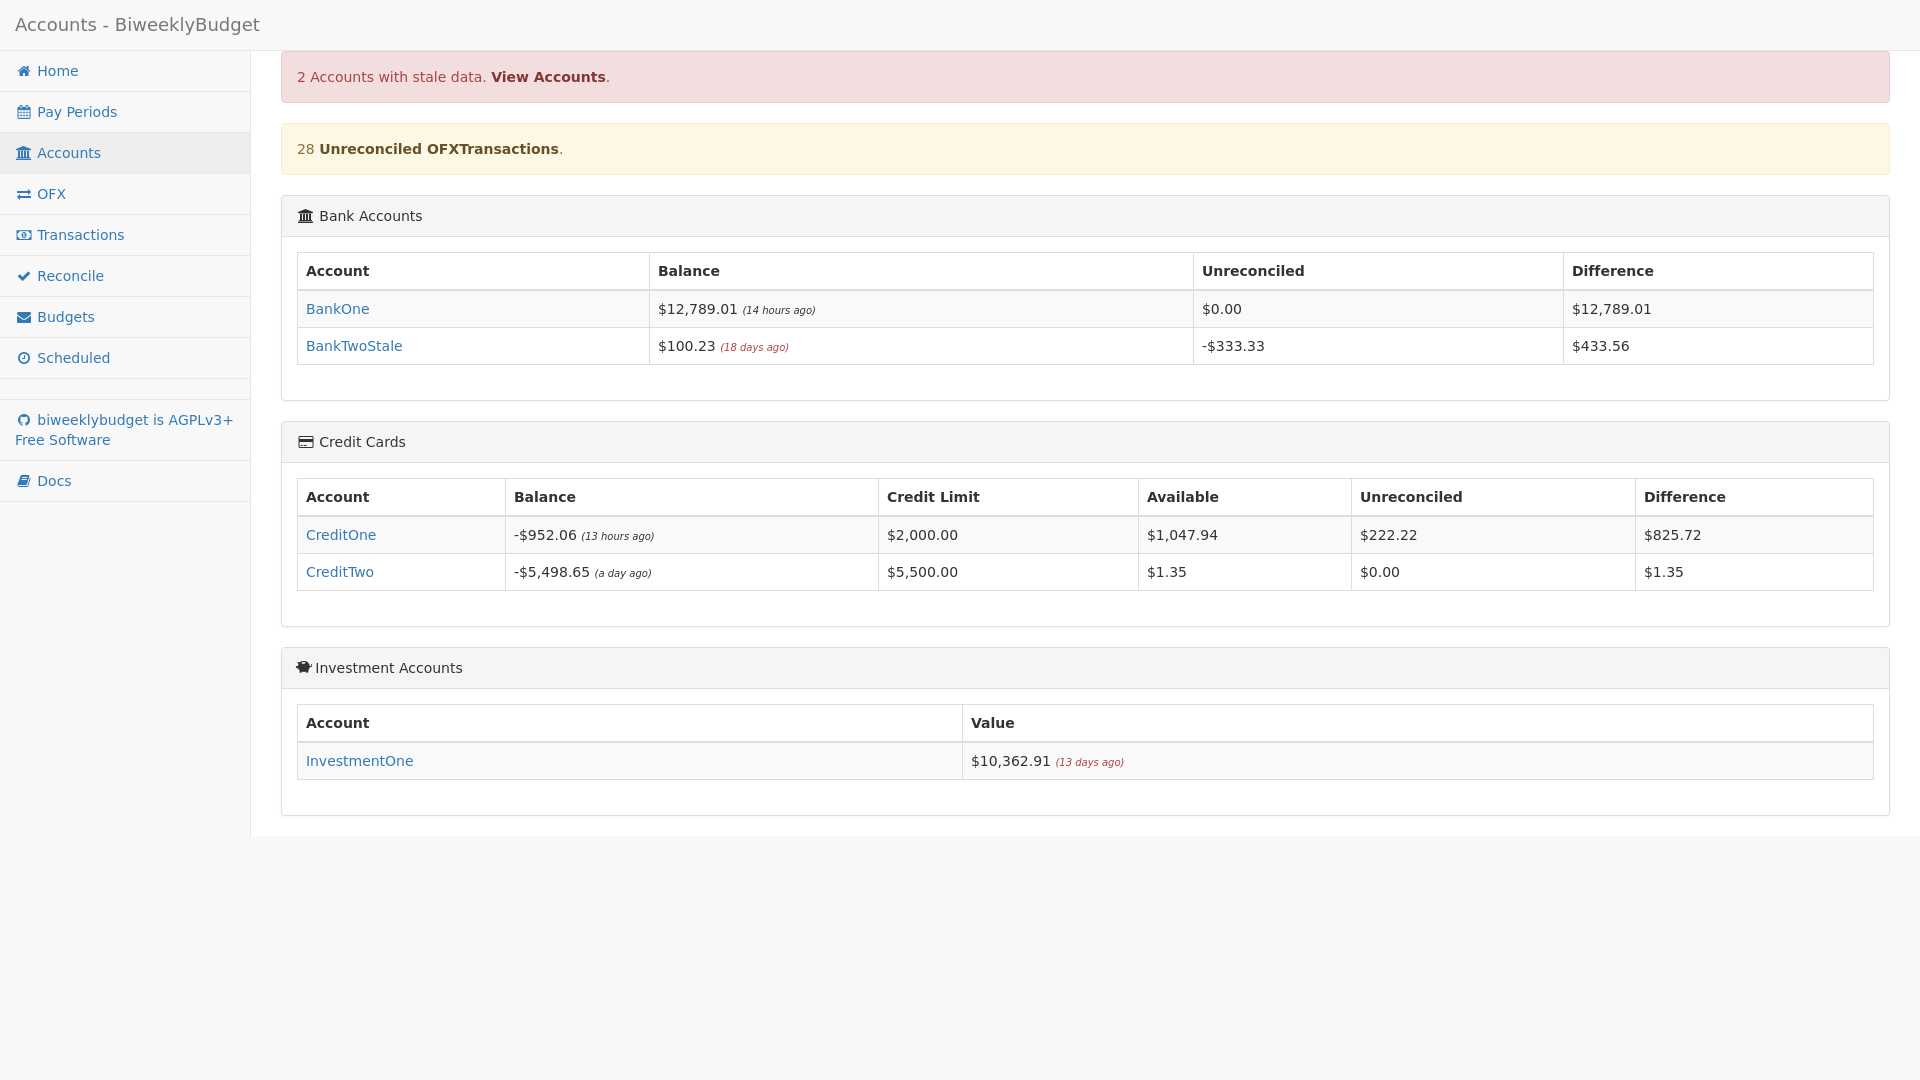 Accounts - BiweeklyBudget
Home
Pay Periods
Accounts
OFX
Transactions
Reconcile
Budgets
Scheduled
biweeklybudget is AGPLv3+
Free Software
Docs
2 Accounts with stale data. View Accounts.
28 Unreconciled OFXTransactions.
Bank Accounts
Account Balance Unreconciled Difference
BankOne $12,789.01 (14 hours ago) $0.00 $12,789.01
BankTwoStale $100.23 (18 days ago) -$333.33 $433.56
Credit Cards
Account Balance Credit Limit Available Unreconciled Difference
CreditOne -$952.06 (13 hours ago) $2,000.00 $1,047.94 $222.22 $825.72
CreditTwo -$5,498.65 (a day ago) $5,500.00 $1.35 $0.00 $1.35
Investment Accounts
Account Value
InvestmentOne $10,362.91 (13 days ago)